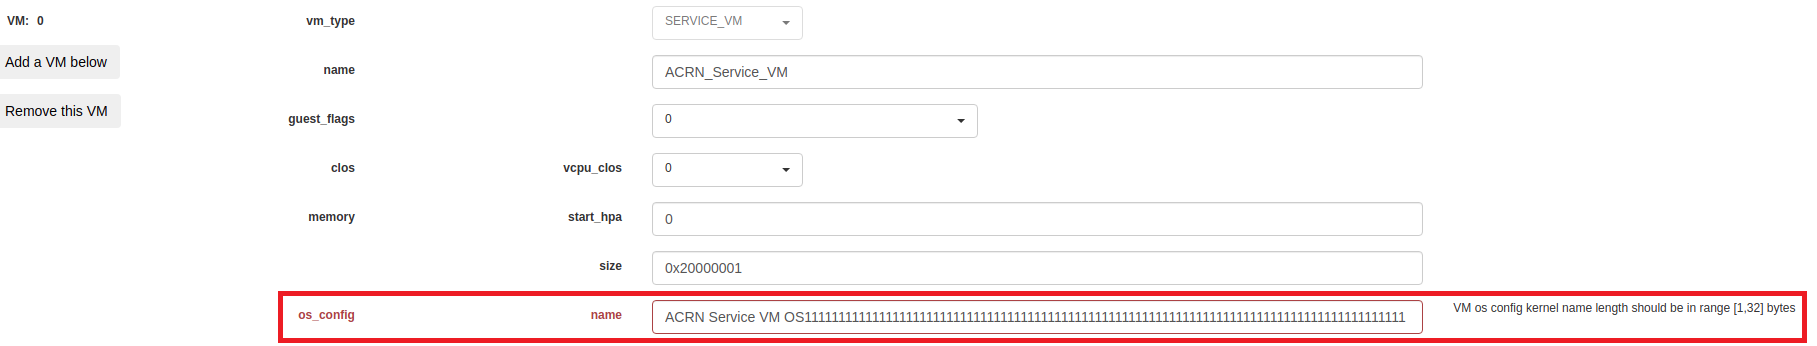 VM: 0 vm_type SERVICE_VM
Add a VM below
name ACRN_Service_VM
Remove this VM
guest_flags 0
clos vcpu_clos 0
memory start_hpa 0
size 0x20000001
os_config name ACRN Service VM OS11111111111111111111111111111111111111111111111111111111111111111111111111111111111111111 VM os config kernel name length should be in range [1,32] bytes